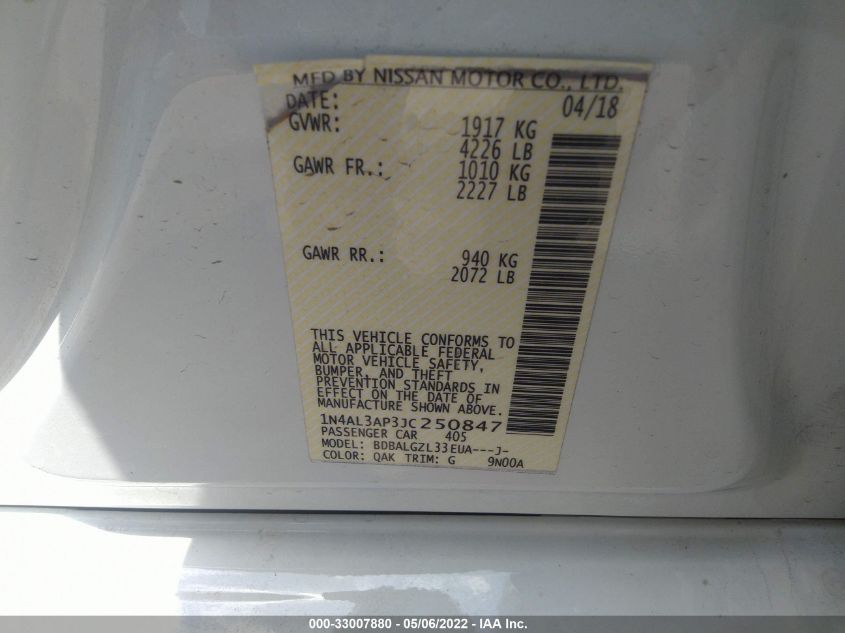 MFD BY NISSAN MOTOR CO., LTD.
DATE: 04/18
GVWR: 1917 KG
4226 LB
GAWR FR.: 1010 KG
2227 LB
GAWR RR.: 940 KG
2072 LB
THIS VEHICLE CONFORMS TO
ALL APPLICABLE FEDERAL
MOTOR VEHICLE SAFETY,
BUMPER, AND THEFT
PREVENTION STANDARDS IN
EFFECT ON THE DATE OF
MANUFACTURE SHOWN ABOVE.
1N4AL3AP3JC250847
PASSENGER CAR 405
MODEL: BDBALGZL33EUA---J-
COLOR: QAK TRIM: G 9N00A
000-33007880 - 05/06/2022 - IAA Inc.